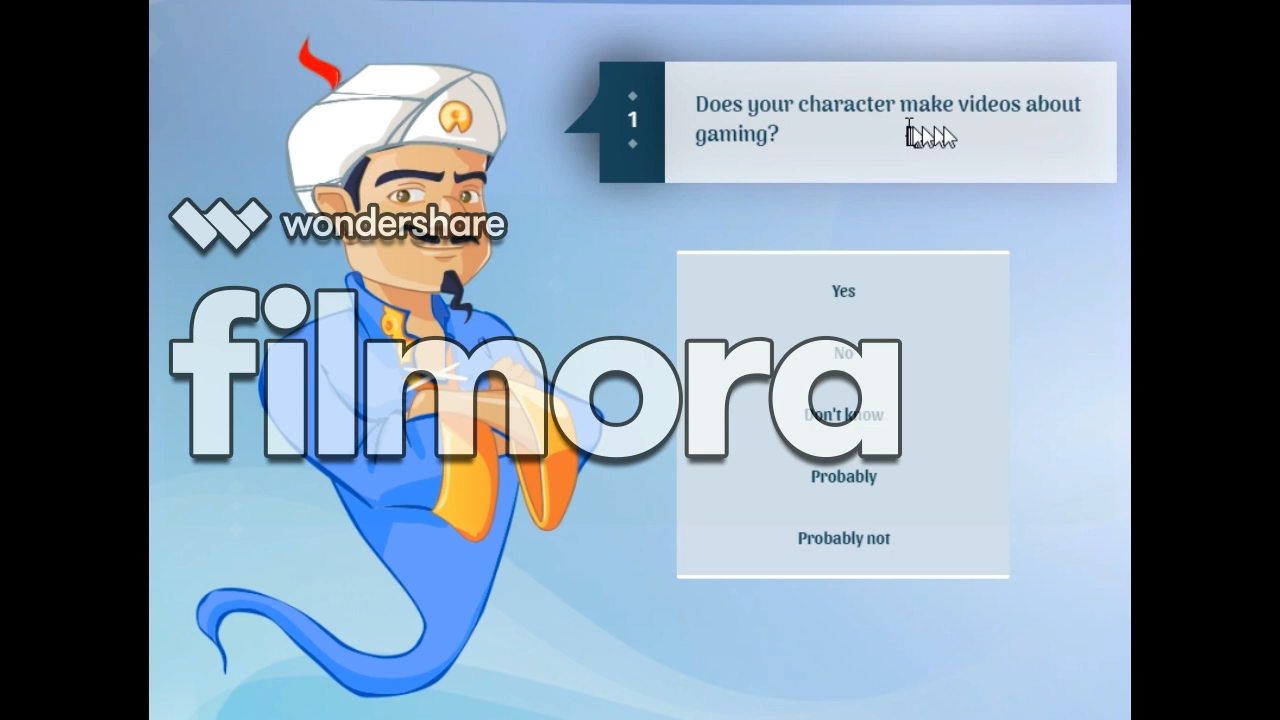 1
Does your character make videos about
gaming?
wondershare
filmora
Yes
No
Don't know
Probably
Probably not